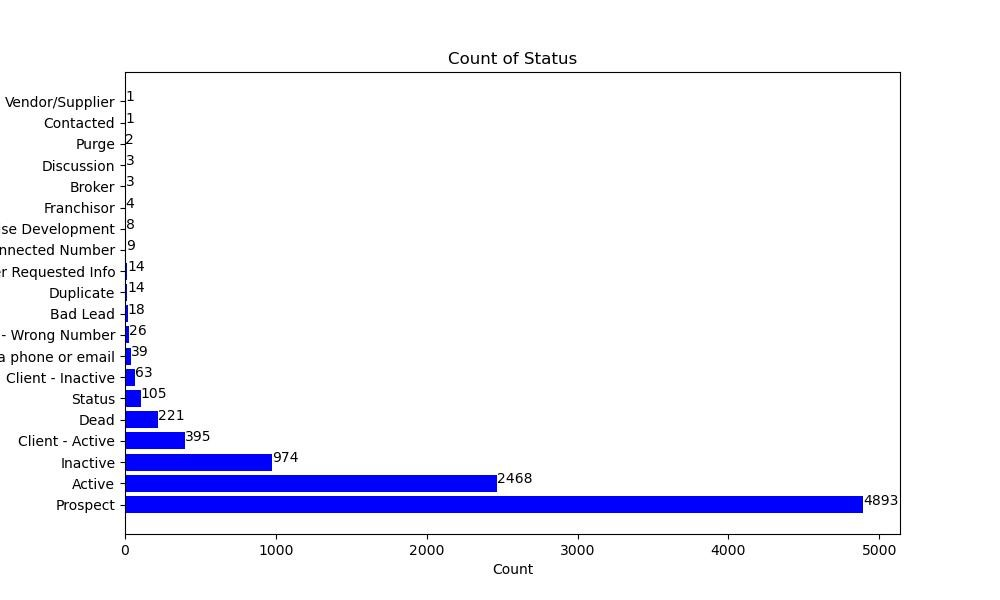 Count of Status
Vendor/Supplier 1
Contacted 1
Purge 2
Discussion 3
Broker 3
Franchisor 4
se Development 8
nnected Number 9
r Requested Info 14
Duplicate 14
Bad Lead 18
- Wrong Number 26
a phone or email 39
Client - Inactive 63
Status 105
Dead 221
Client - Active 395
Inactive 974
Active 2468
Prospect 4893
0 1000 2000 3000 4000 5000
Count